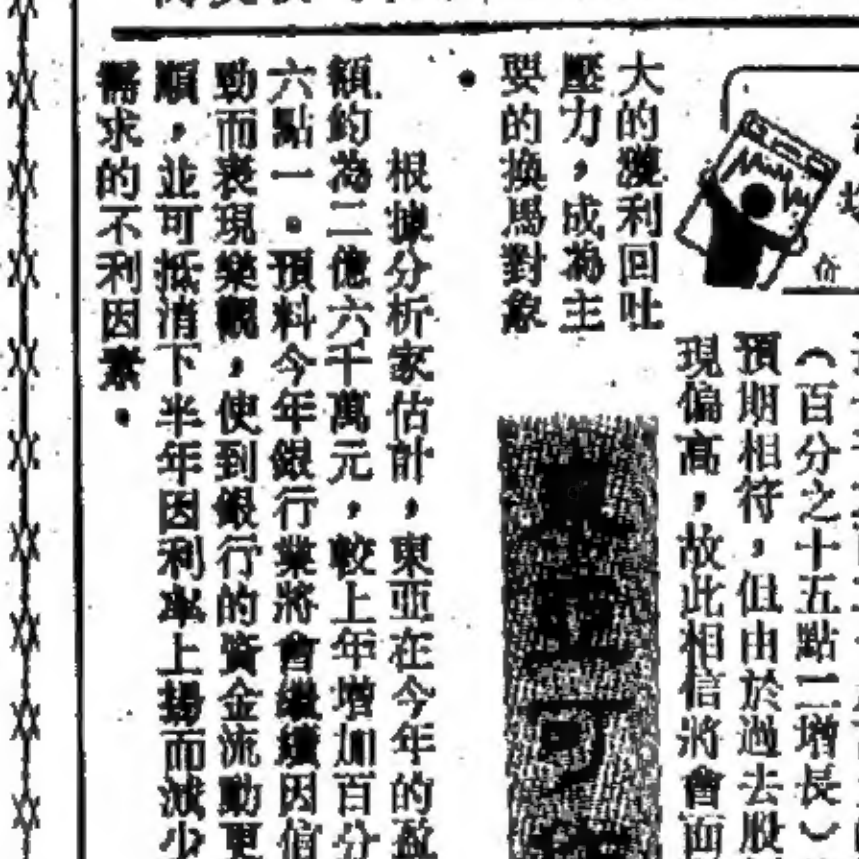 （百分之十五點二增長）
預期相符，但由於過去股
現偏高，故此相信將會面
大的獲利回吐
壓力，成為主
要的換馬對象
。
根據分析家估計，東亞在今年的盈
額約為二億六千萬元，較上年增加百分
六點一。預料今年銀行業將會繼續因信
勁而表現樂觀，使到銀行的資金流動更
順，並可抵消下半年因利率上揚而減少
需求的不利因素。